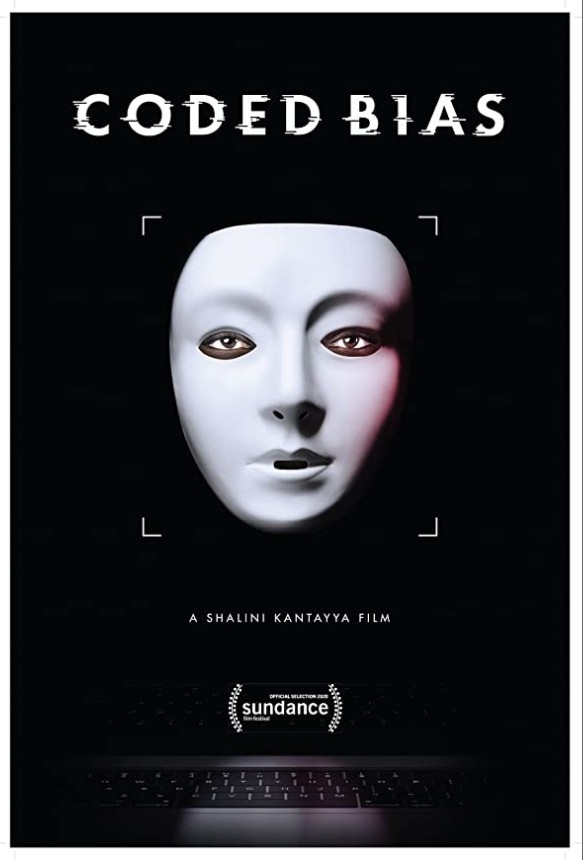 CODED BIAS
A SHALINI KANTAYYA FILM
OFFICIAL SELECTION 2020
sundance
film festival